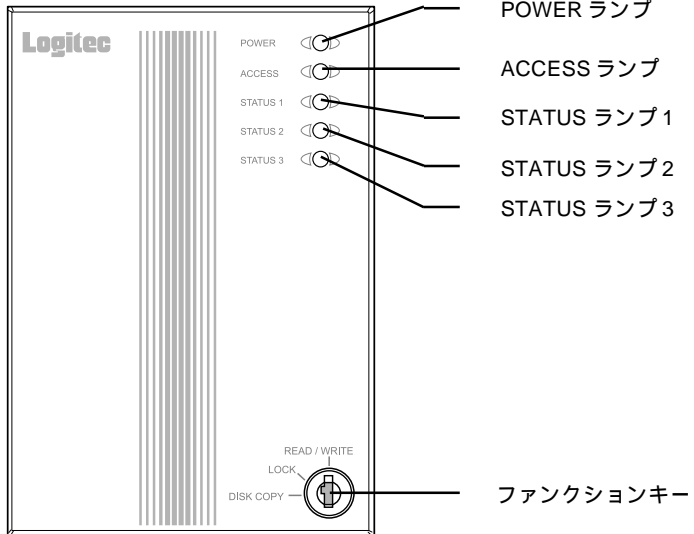 POWER ランプ
Logitec
POWER
ACCESS
ACCESS ランプ
STATUS 1
STATUS ランプ1
STATUS 2
STATUS 3
STATUS ランプ2
STATUS ランプ3
READ / WRITE
LOCK
DISK COPY
ファンクションキー